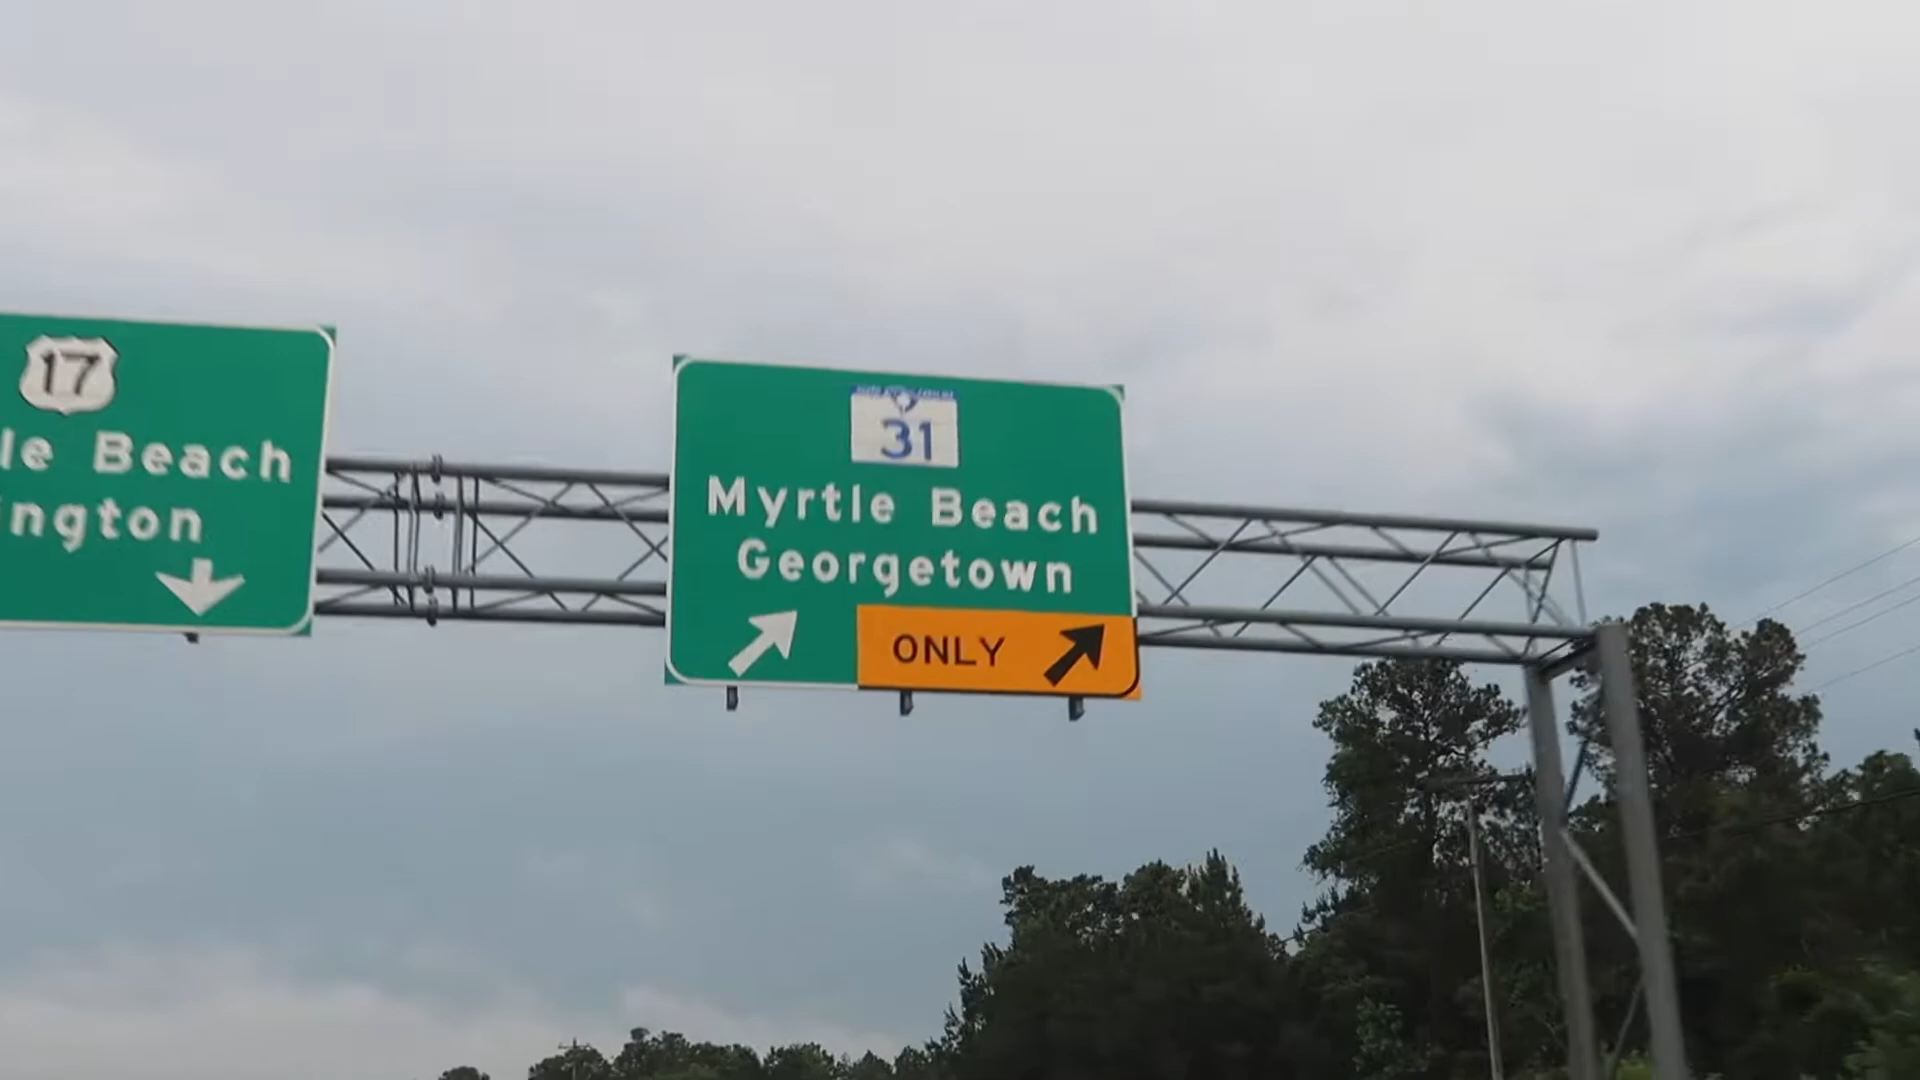 17
le Beach
ington
31
Myrtle Beach
Georgetown
ONLY